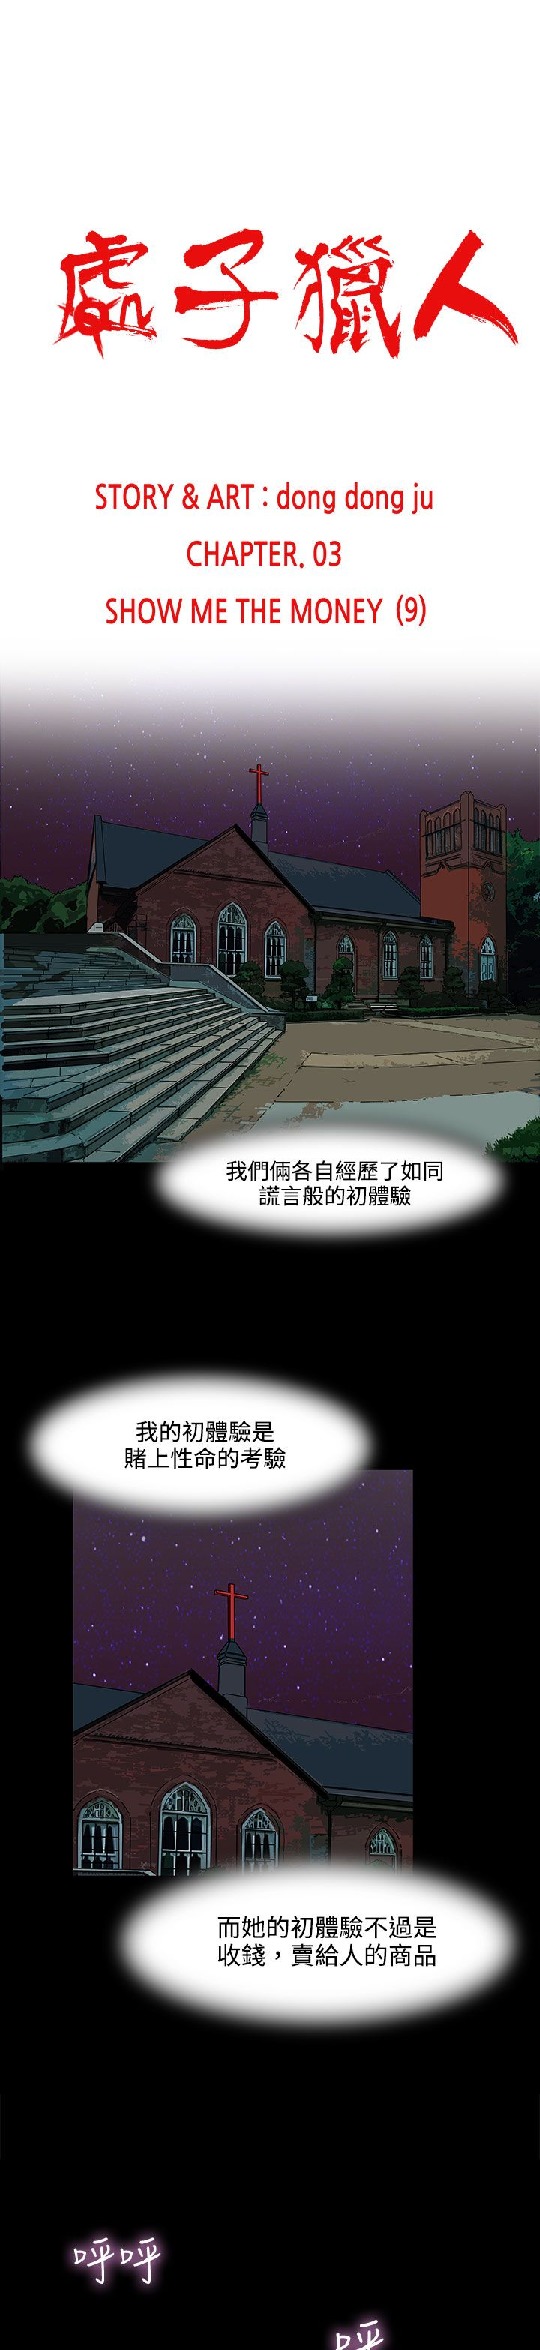 處子獵人
STORY & ART : dong dong ju
CHAPTER. 03
SHOW ME THE MONEY (9)
我們倆各自經歷了如同
謊言般的初體驗
我的初體驗是
賭上性命的考驗
而她的初體驗不過是
收錢，賣給人的商品
呼呼
呼